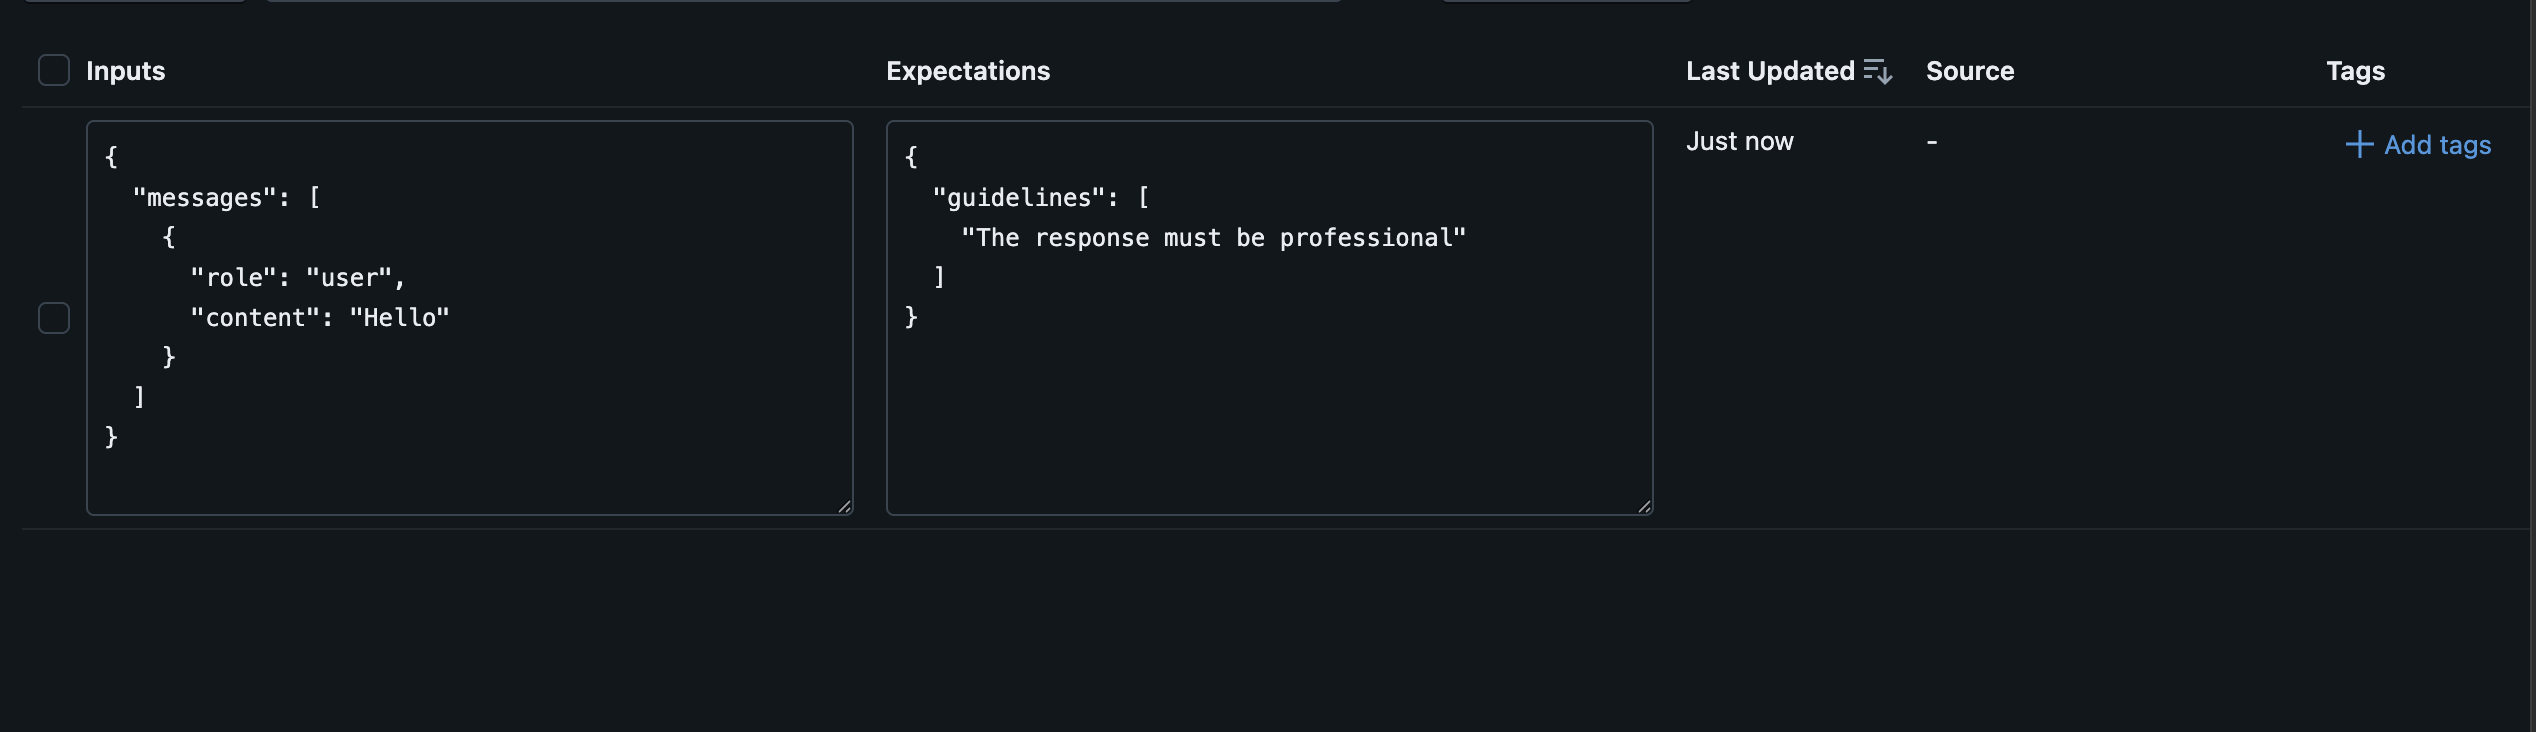 Inputs Expectations Last Updated Source Tags
{
  "messages": [
    {
      "role": "user",
      "content": "Hello"
    }
  ]
}
{
  "guidelines": [
    "The response must be professional"
  ]
}
Just now
-
Add tags